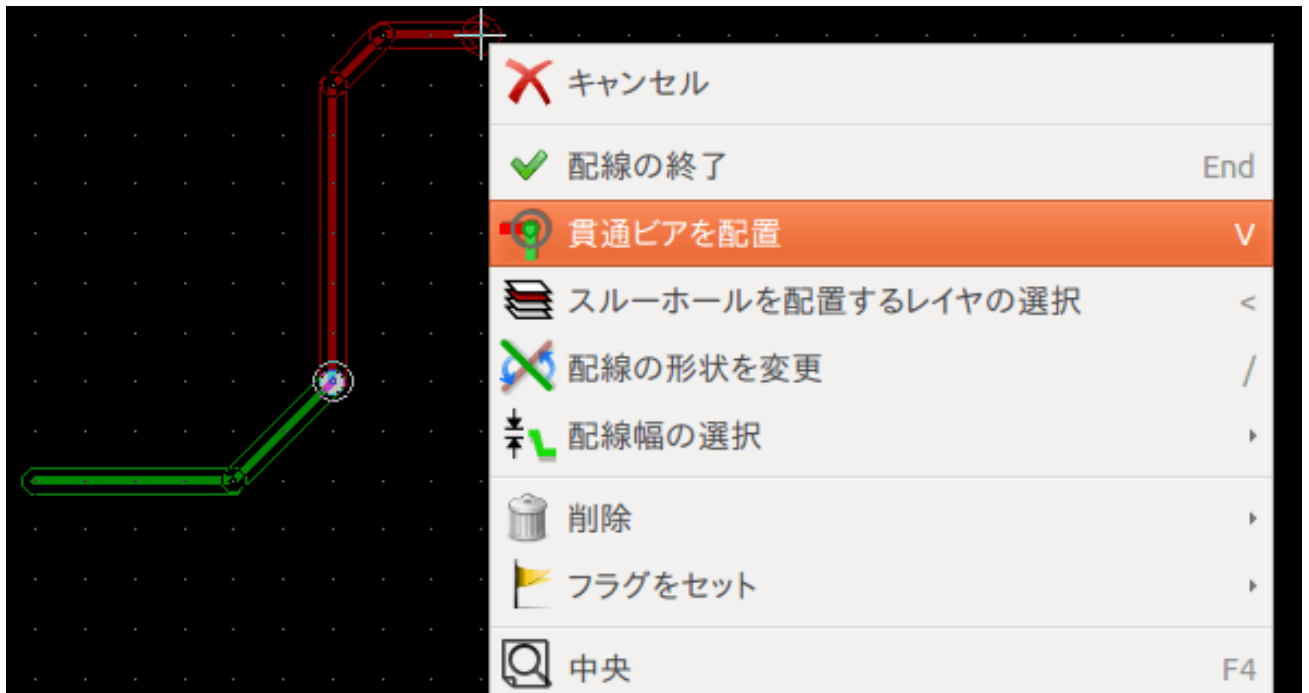 キャンセル
配線の終了 End
貫通ビアを配置 V
スルーホールを配置するレイヤの選択 <
配線の形状を変更 /
配線幅の選択
削除
フラグをセット
中央 F4